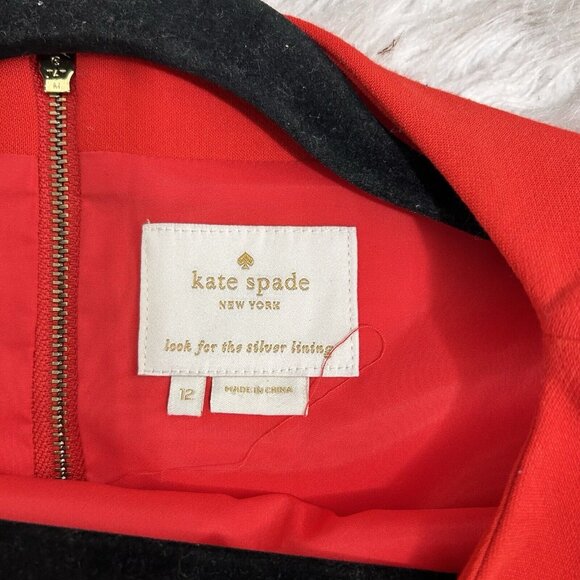 kate spade
NEW YORK
look for the silver lining
12
MADE IN CHINA